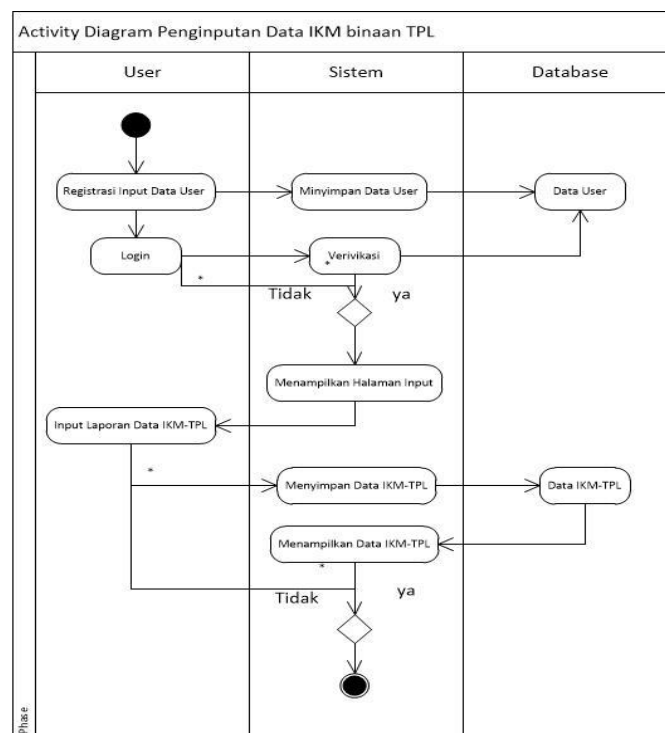 Activity Diagram Penginputan Data IKM binaan TPL
User
Sistem
Database
Registrasi Input Data User
Minyimpan Data User
Data User
Login
Verivikasi
*
*
Tidak
ya
Menampilkan Halaman Input
Input Laporan Data IKM-TPL
*
Menyimpan Data IKM-TPL
Data IKM-TPL
Menampilkan Data IKM-TPL
*
Tidak
ya
Phase